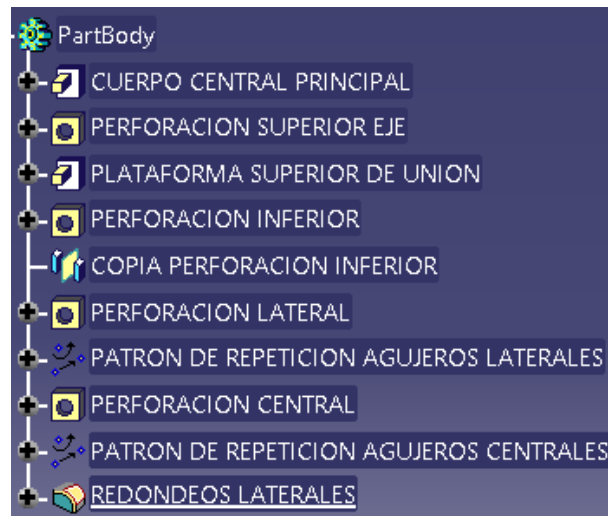 PartBody
CUERPO CENTRAL PRINCIPAL
PERFORACION SUPERIOR EJE
PLATAFORMA SUPERIOR DE UNION
PERFORACION INFERIOR
COPIA PERFORACION INFERIOR
PERFORACION LATERAL
PATRON DE REPETICION AGUJEROS LATERALES
PERFORACION CENTRAL
PATRON DE REPETICION AGUJEROS CENTRALES
REDONDEOS LATERALES